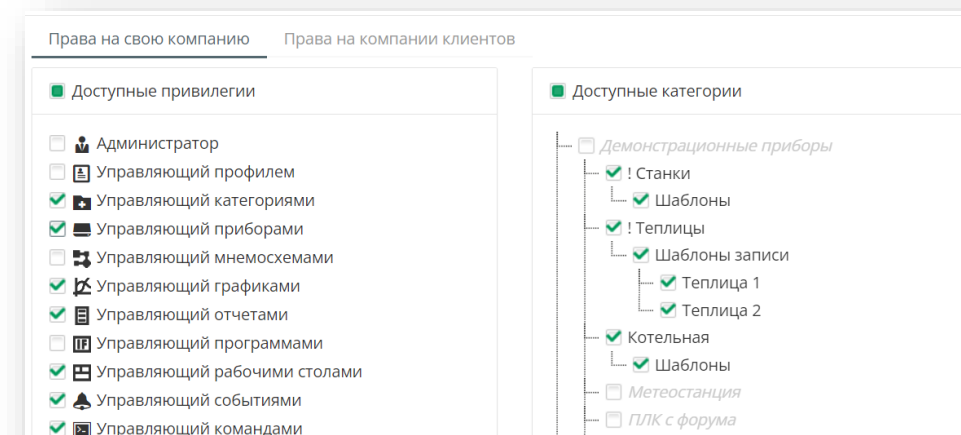 Права на свою компанию
Права на компании клиентов
Доступные привилегии
Администратор
Управляющий профилем
Управляющий категориями
Управляющий приборами
Управляющий мнемосхемами
Управляющий графиками
Управляющий отчетами
Управляющий программами
Управляющий рабочими столами
Управляющий событиями
Управляющий командами
Доступные категории
Демонстрационные приборы
! Станки
Шаблоны
! Теплицы
Шаблоны записи
Теплица 1
Теплица 2
Котельная
Шаблоны
Метеостанция
ПЛК с форума